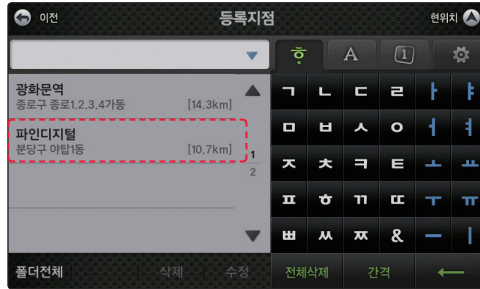 이전 등록지점 현위치
ㅎ A 1
광화문역
종로구 종로1,2,3,4가동 [14,3km]
파인디지털
분당구 야탑1동 [10,7km]
1
2
ㄱ ㄴ ㄷ ㄹ ㅏ ㅑ
ㅁ ㅂ ㅅ ㅇ ㅓ ㅕ
ㅈ ㅊ ㅋ ㅌ ㅗ ㅛ
ㅍ ㅎ ㄲ ㄸ ㅜ ㅠ
ㅃ ㅆ ㅉ & ㅡ ㅣ
폴더전체 삭제 수정 전체삭제 간격 ←